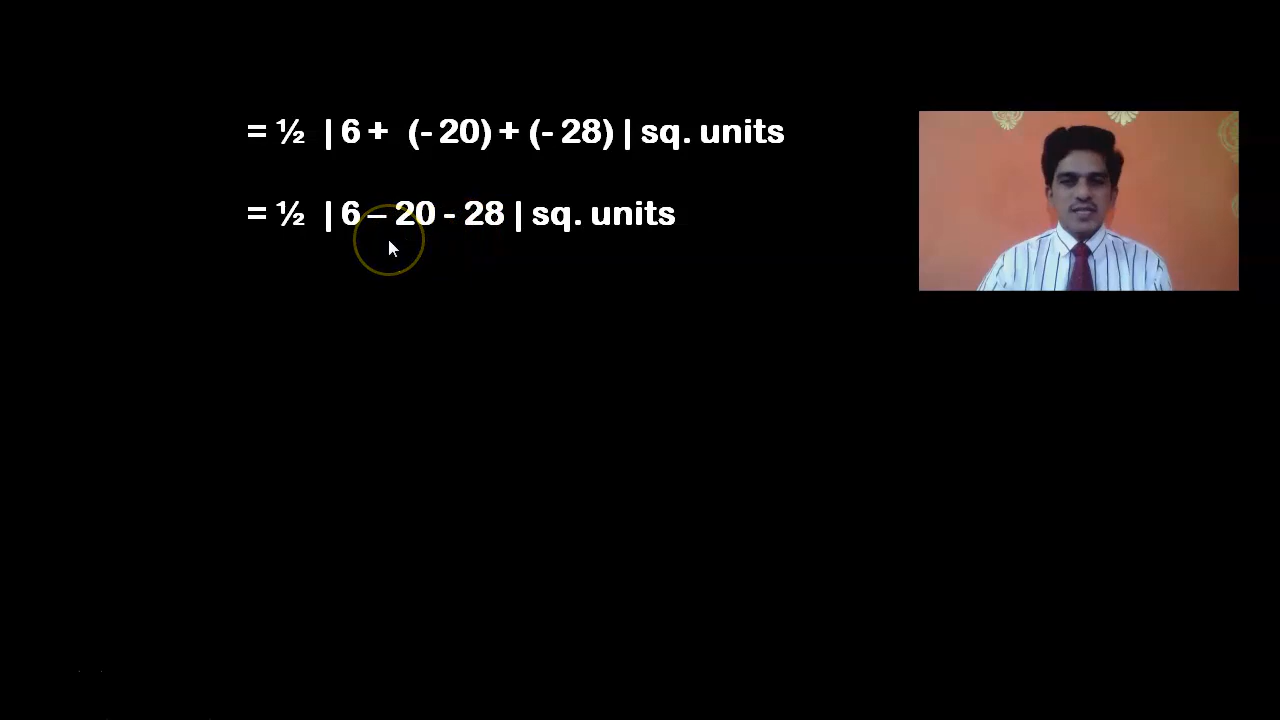 = ½ | 6 + (- 20) + (- 28) | sq. units
= ½ | 6 – 20 - 28 | sq. units